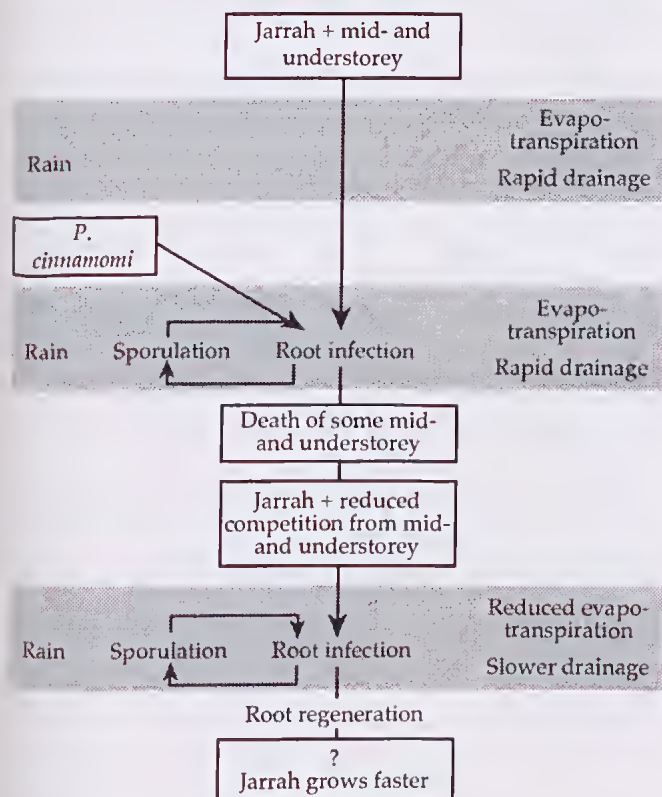 Jarrah + mid- and
understorey
Evapo-
transpiration
Rain
Rapid drainage
P.
cinnamomi
Evapo-
transpiration
Rain Sporulation Root infection
Rapid drainage
Death of some mid-
and understorey
Jarrah + reduced
competition from mid-
and understorey
Reduced evapo-
transpiration
Rain Sporulation Root infection
Slower drainage
Root regeneration
?
Jarrah grows faster